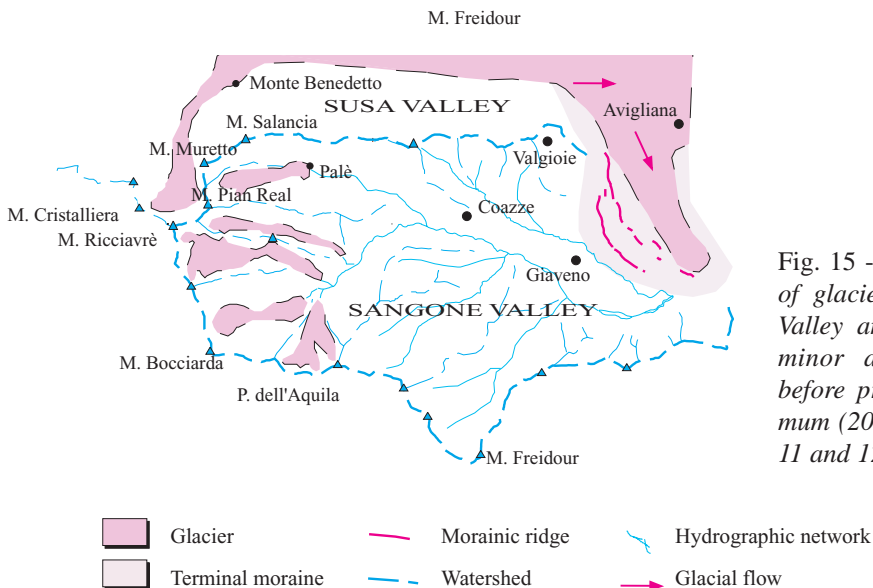 M. Freidour
Monte Benedetto
SUSA VALLEY
Avigliana
M. Salancia
M. Muretto
Valgioie
Palè
M. Pian Real
M. Cristalliera
Coazze
M. Ricciavrè
Giaveno
SANGONE VALLEY
M. Bocciarda
P. dell'Aquila
M. Freidour
Fig. 15 -
of glacie
Valley ar
minor a
before pr
mum (20
11 and 12
Glacier
Morainic ridge
Hydrographic network
Terminal moraine
Watershed
Glacial flow